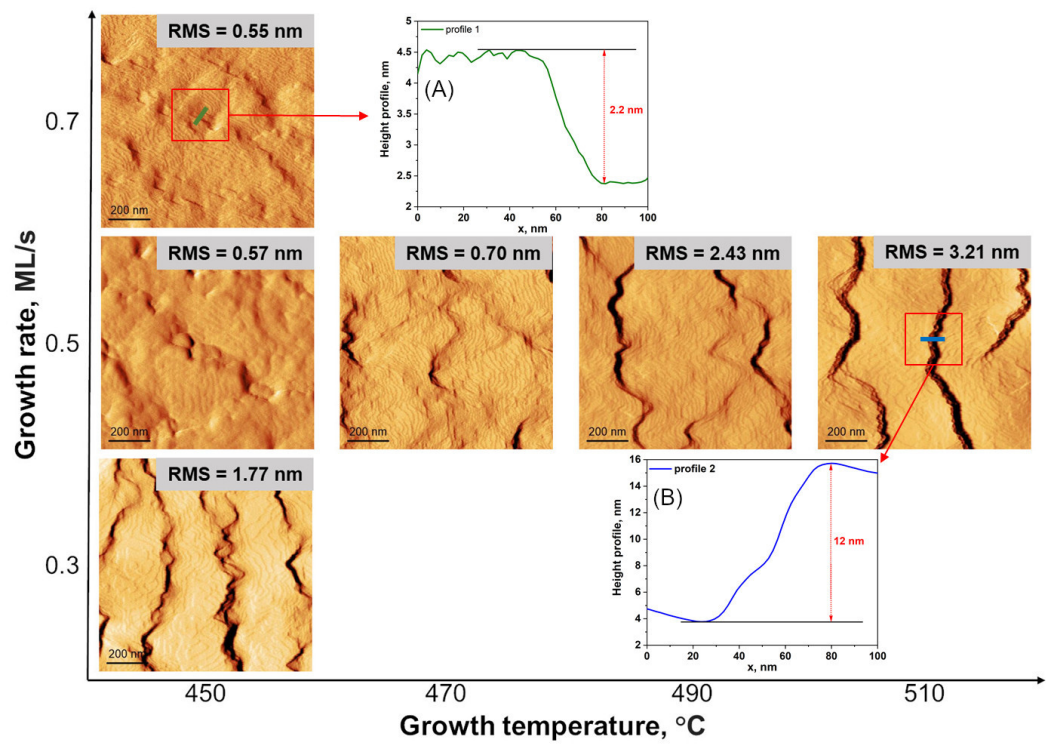 RMS = 0.55 nm
200 nm
profile 1
(A)
2.2 nm
Height profile, nm
5
4.5
4
3.5
3
2.5
2
0 20 40 60 80 100
x, nm
0.7
RMS = 0.57 nm
200 nm
RMS = 0.70 nm
200 nm
RMS = 2.43 nm
200 nm
RMS = 3.21 nm
200 nm
0.5
Growth rate, ML/s
RMS = 1.77 nm
200 nm
profile 2
(B)
12 nm
Height profile, nm
16
14
12
10
8
6
4
2
0 20 40 60 80 100
x, nm
0.3
450 470 490 510
Growth temperature, °C